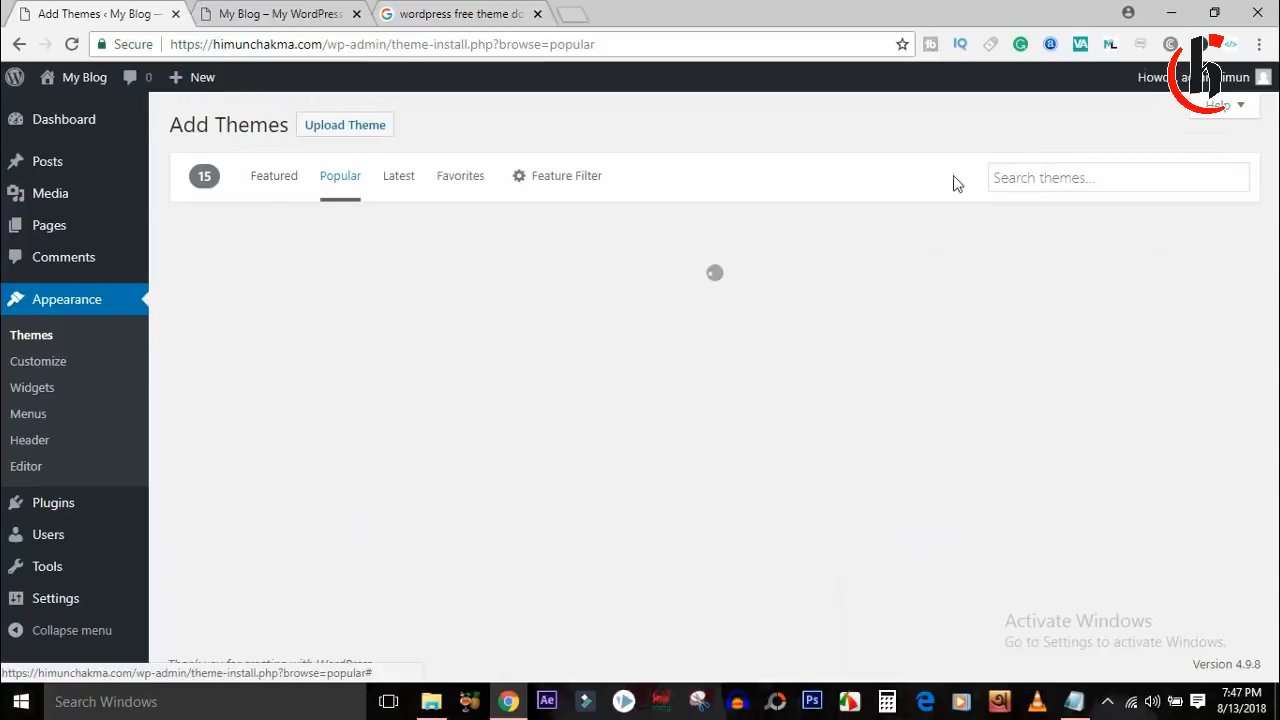 Add Themes ‹ My Blog —
My Blog – My WordPress
wordpress free theme do
Secure
https://himunchakma.com/wp-admin/theme-install.php?browse=popular
My Blog
0
New
Help
Add Themes
Upload Theme
15
Featured
Popular
Latest
Favorites
Feature Filter
Search themes...
Dashboard
Posts
Media
Pages
Comments
Appearance
Themes
Customize
Widgets
Menus
Header
Editor
Plugins
Users
Tools
Settings
Collapse menu
Activate Windows
Go to Settings to activate Windows.
Version 4.9.8
https://himunchakma.com/wp-admin/theme-install.php?browse=popular#
Search Windows
Ae
Ps
7:47 PM
8/13/2018